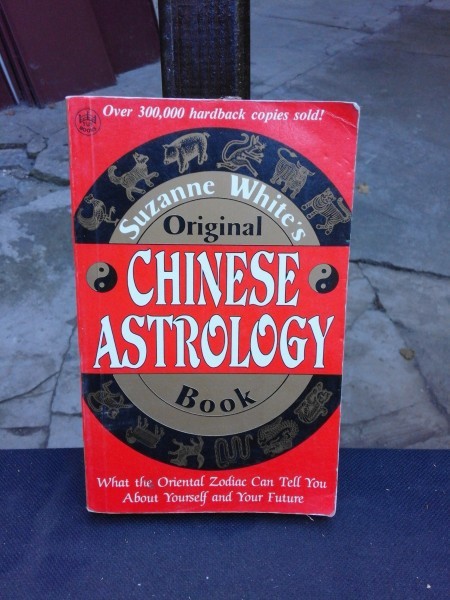 Over 300,000 hardback copies sold!
Suzanne White's
Original
CHINESE
ASTROLOGY
Book
What the Oriental Zodiac Can Tell You
About Yourself and Your Future